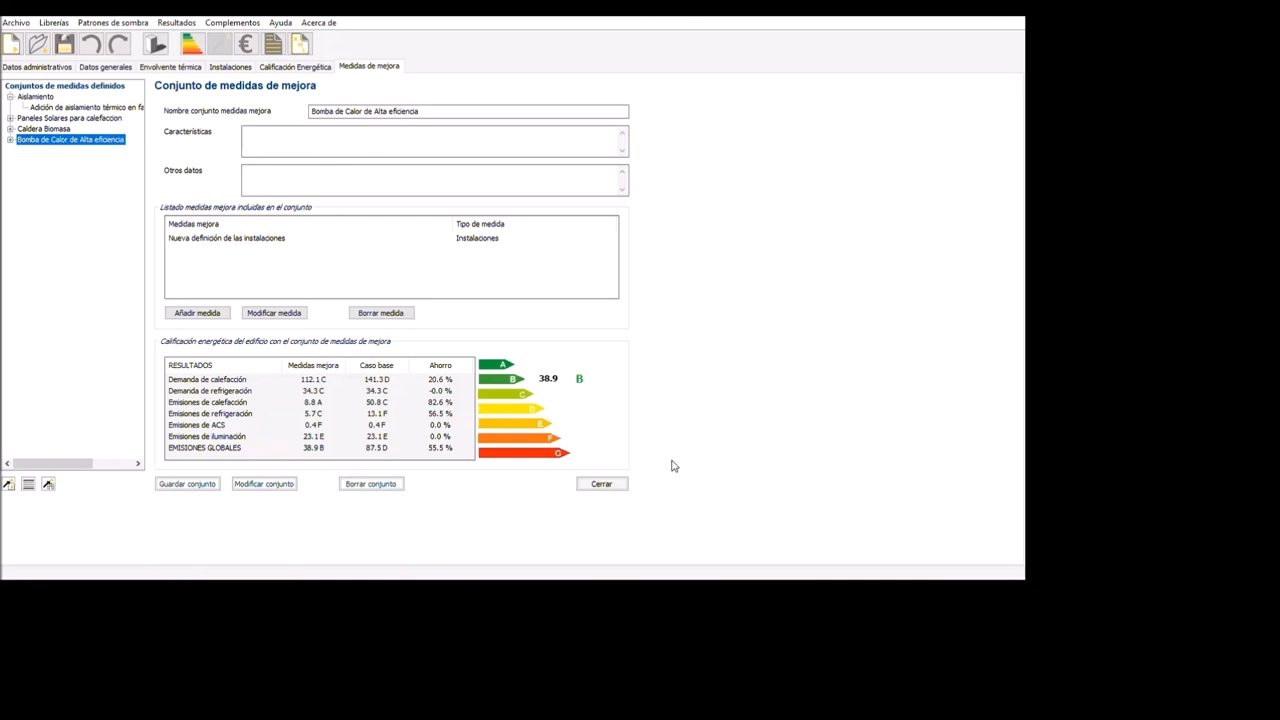 Archivo Librerías Patrones de sombra Resultados Complementos Ayuda Acerca de
Datos administrativos Datos generales Envolvente térmica Instalaciones Calificación Energética Medidas de mejora
Conjuntos de medidas definidos
Aislamiento
Adición de aislamiento térmico en fa
Paneles Solares para calefaccion
Caldera Biomasa
Bomba de Calor de Alta eficiencia
Conjunto de medidas de mejora
Nombre conjunto medidas mejora Bomba de Calor de Alta eficiencia
Características
Otros datos
Listado medidas mejora incluidas en el conjunto
Medidas mejora Tipo de medida
Nueva definición de las instalaciones Instalaciones
Añadir medida Modificar medida Borrar medida
Calificación energética del edificio con el conjunto de medidas de mejora
RESULTADOS Medidas mejora Caso base Ahorro
Demanda de calefacción 112.1 C 141.3 D 20.6 %
Demanda de refrigeración 34.3 C 34.3 C -0.0 %
Emisiones de calefacción 8.8 A 50.8 C 82.6 %
Emisiones de refrigeración 5.7 C 13.1 F 56.5 %
Emisiones de ACS 0.4 F 0.4 F 0.0 %
Emisiones de iluminación 23.1 E 23.1 E 0.0 %
EMISIONES GLOBALES 38.9 B 87.5 D 55.5 %
A
B 38.9 B
C
D
E
F
G
Guardar conjunto Modificar conjunto Borrar conjunto Cerrar